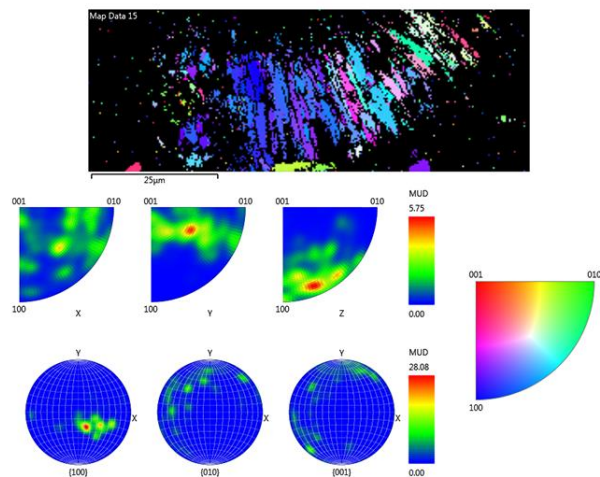 Map Data 15
25µm
001 010
100
X
001 010
100
Y
001 010
100
Z
MUD
5.75
0.00
001 010
100
Y
X
{100}
Y
X
{010}
Y
X
{001}
MUD
28.08
0.00